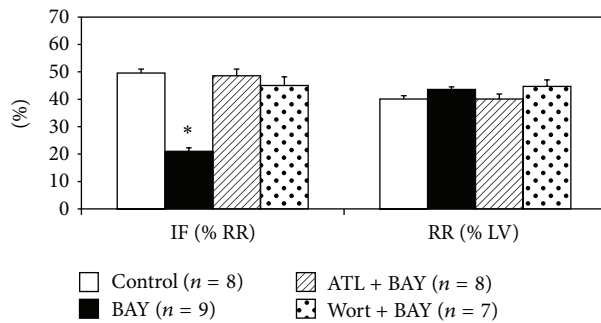 70
60
50
40
30
20
10
0
(%)
*
IF (% RR)
RR (% LV)
Control (n = 8)
BAY (n = 9)
ATL + BAY (n = 8)
Wort + BAY (n = 7)